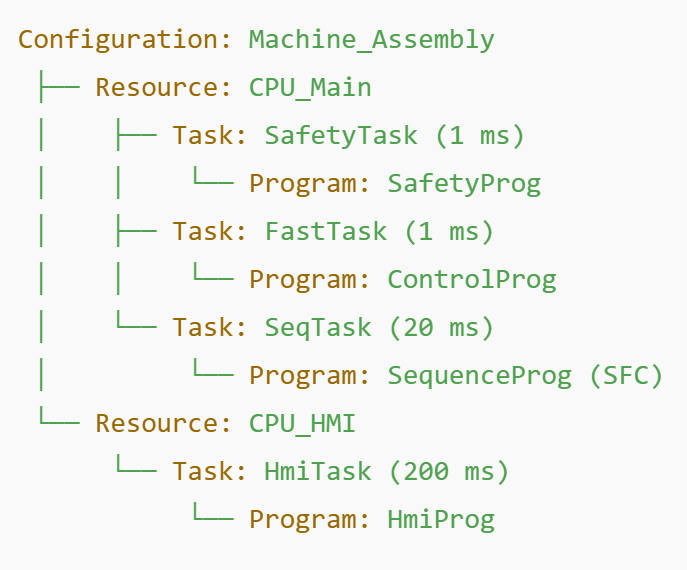 Configuration: Machine_Assembly
├── Resource: CPU_Main
│    ├── Task: SafetyTask (1 ms)
│    │    └── Program: SafetyProg
│    ├── Task: FastTask (1 ms)
│    │    └── Program: ControlProg
│    └── Task: SeqTask (20 ms)
│         └── Program: SequenceProg (SFC)
└── Resource: CPU_HMI
     └── Task: HmiTask (200 ms)
          └── Program: HmiProg